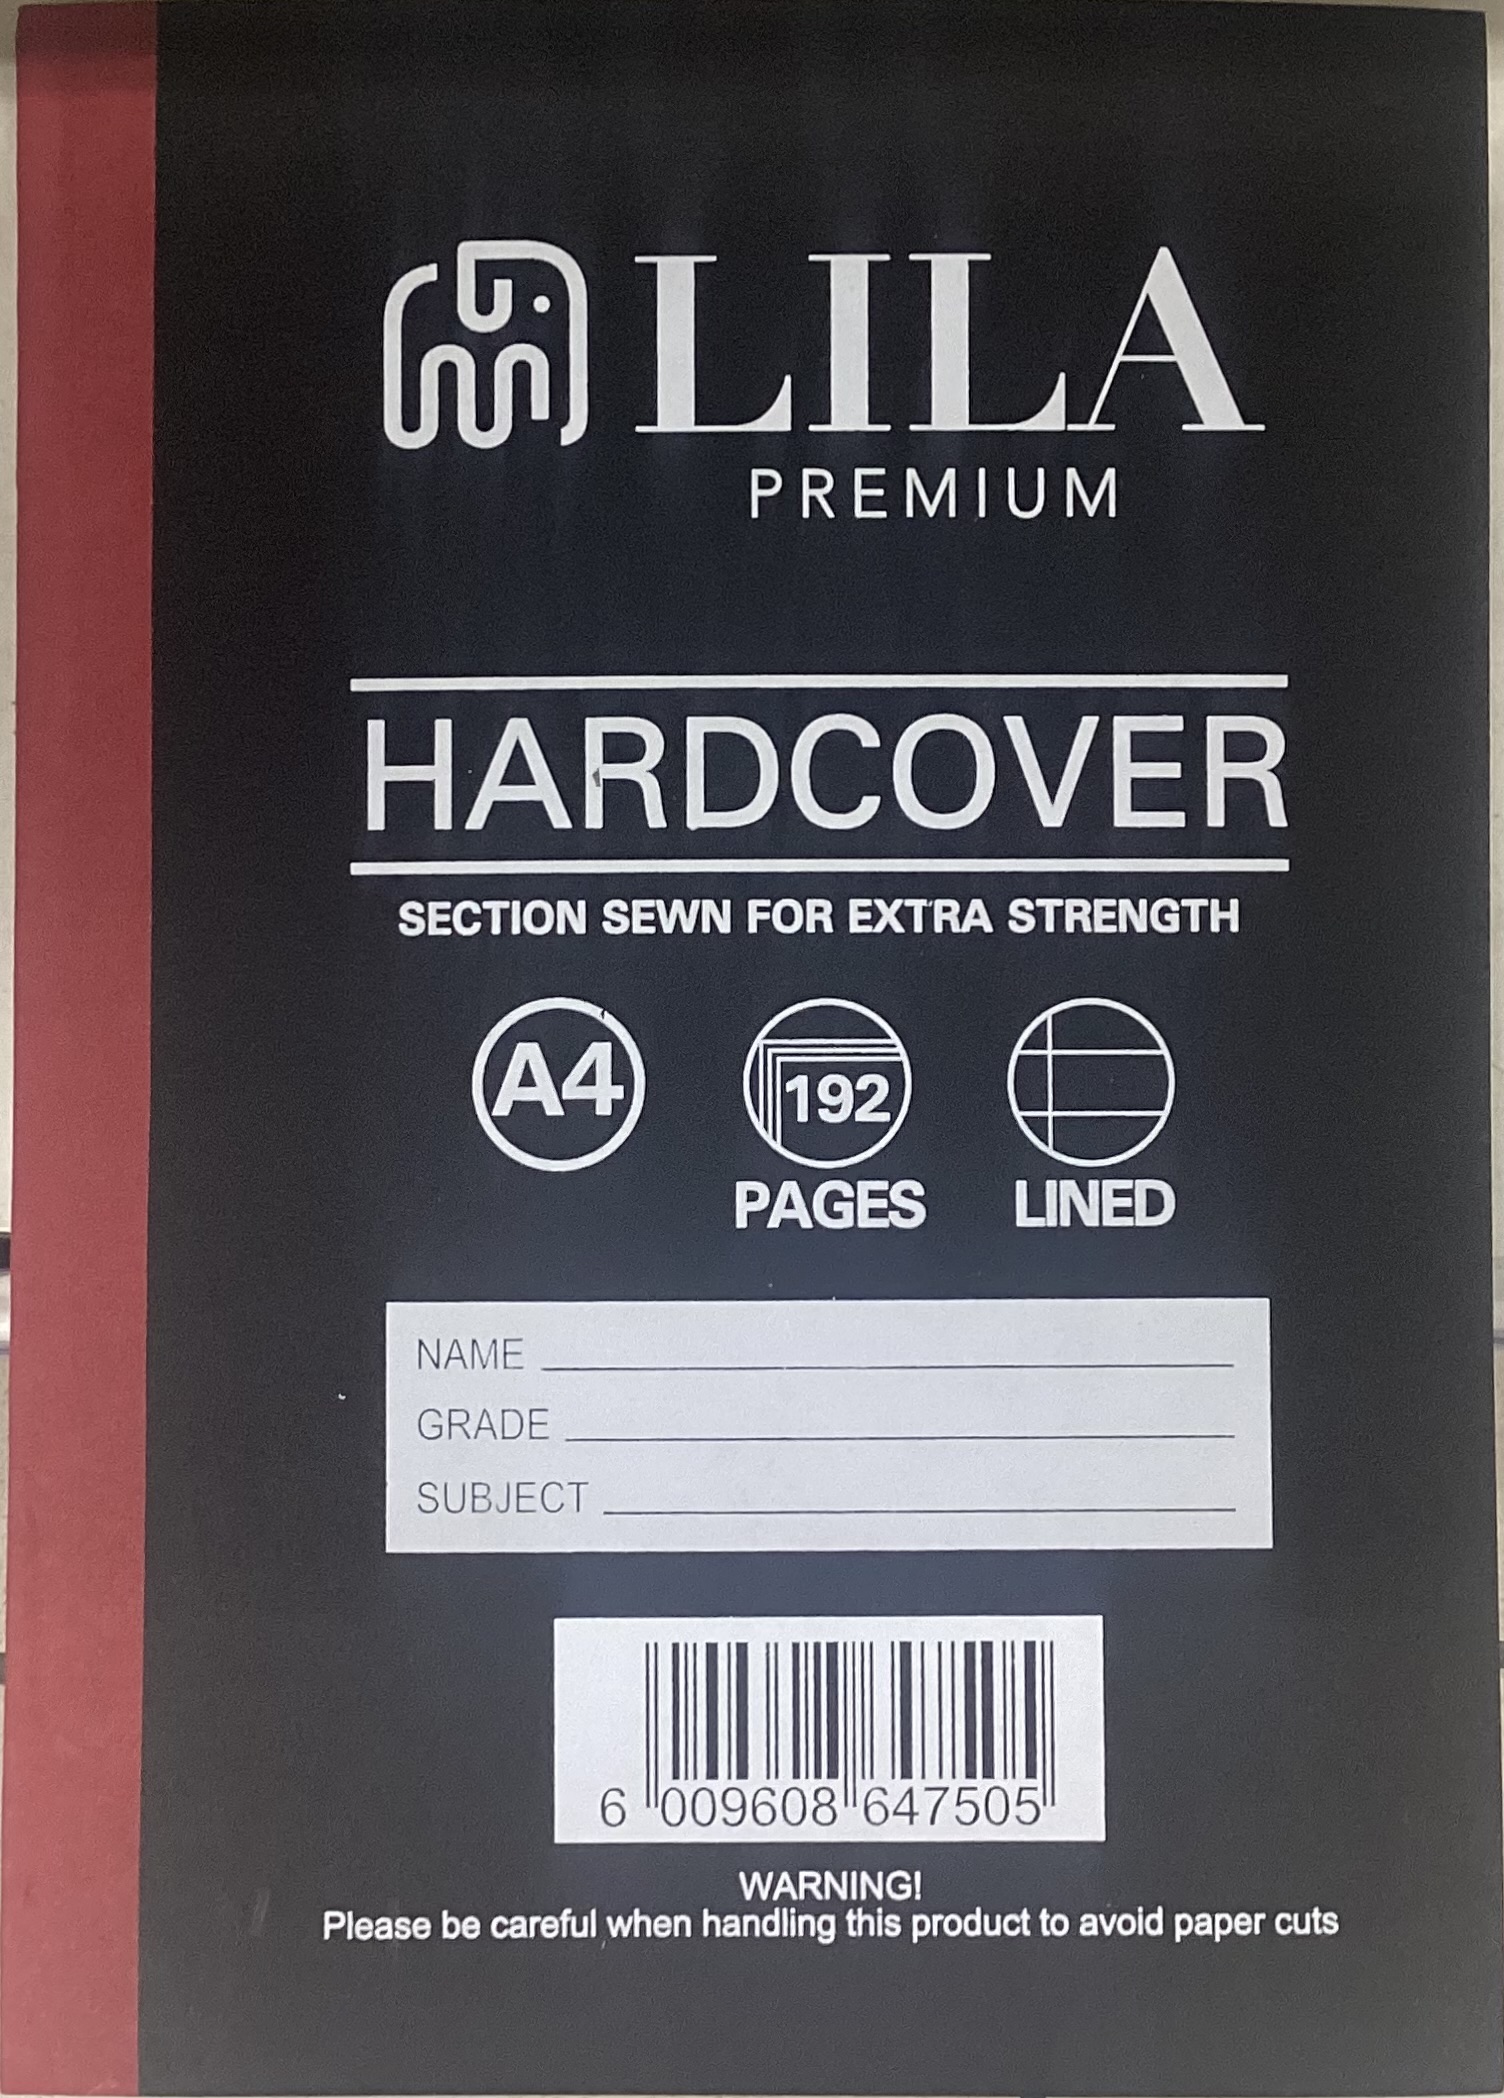 LILA
PREMIUM
HARDCOVER
SECTION SEWN FOR EXTRA STRENGTH
A4
192
PAGES
LINED
NAME
GRADE
SUBJECT
6 009608 647505
WARNING!
Please be careful when handling this product to avoid paper cuts